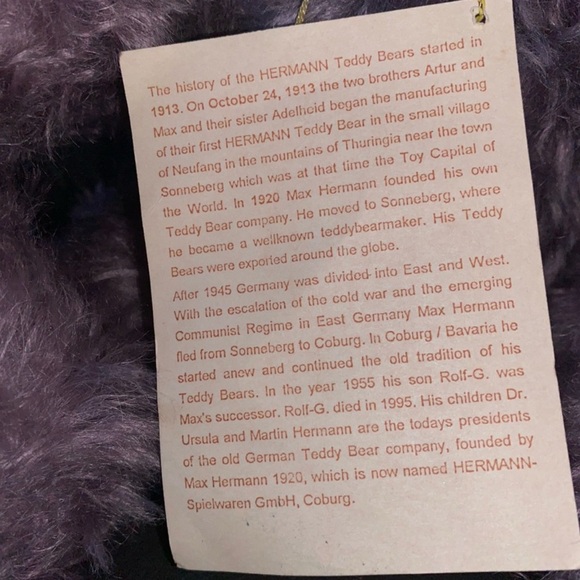 The history of the HERMANN Teddy Bears started in
1913. On October 24, 1913 the two brothers Artur and
Max and their sister Adelheid began the manufacturing
of their first HERMANN Teddy Bear in the small village
of Neufang in the mountains of Thuringia near the town
Sonneberg which was at that time the Toy Capital of
the World. In 1920 Max Hermann founded his own
Teddy Bear company. He moved to Sonneberg, where
he became a wellknown teddybearmaker. His Teddy
Bears were exported around the globe.
After 1945 Germany was divided into East and West.
With the escalation of the cold war and the emerging
Communist Regime in East Germany Max Hermann
fled from Sonneberg to Coburg. In Coburg / Bavaria he
started anew and continued the old tradition of his
Teddy Bears. In the year 1955 his son Rolf-G. was
Max's successor. Rolf-G. died in 1995. His children Dr.
Ursula and Martin Hermann are the todays presidents
of the old German Teddy Bear company, founded by
Max Hermann 1920, which is now named HERMANN-
Spielwaren GmbH, Coburg.